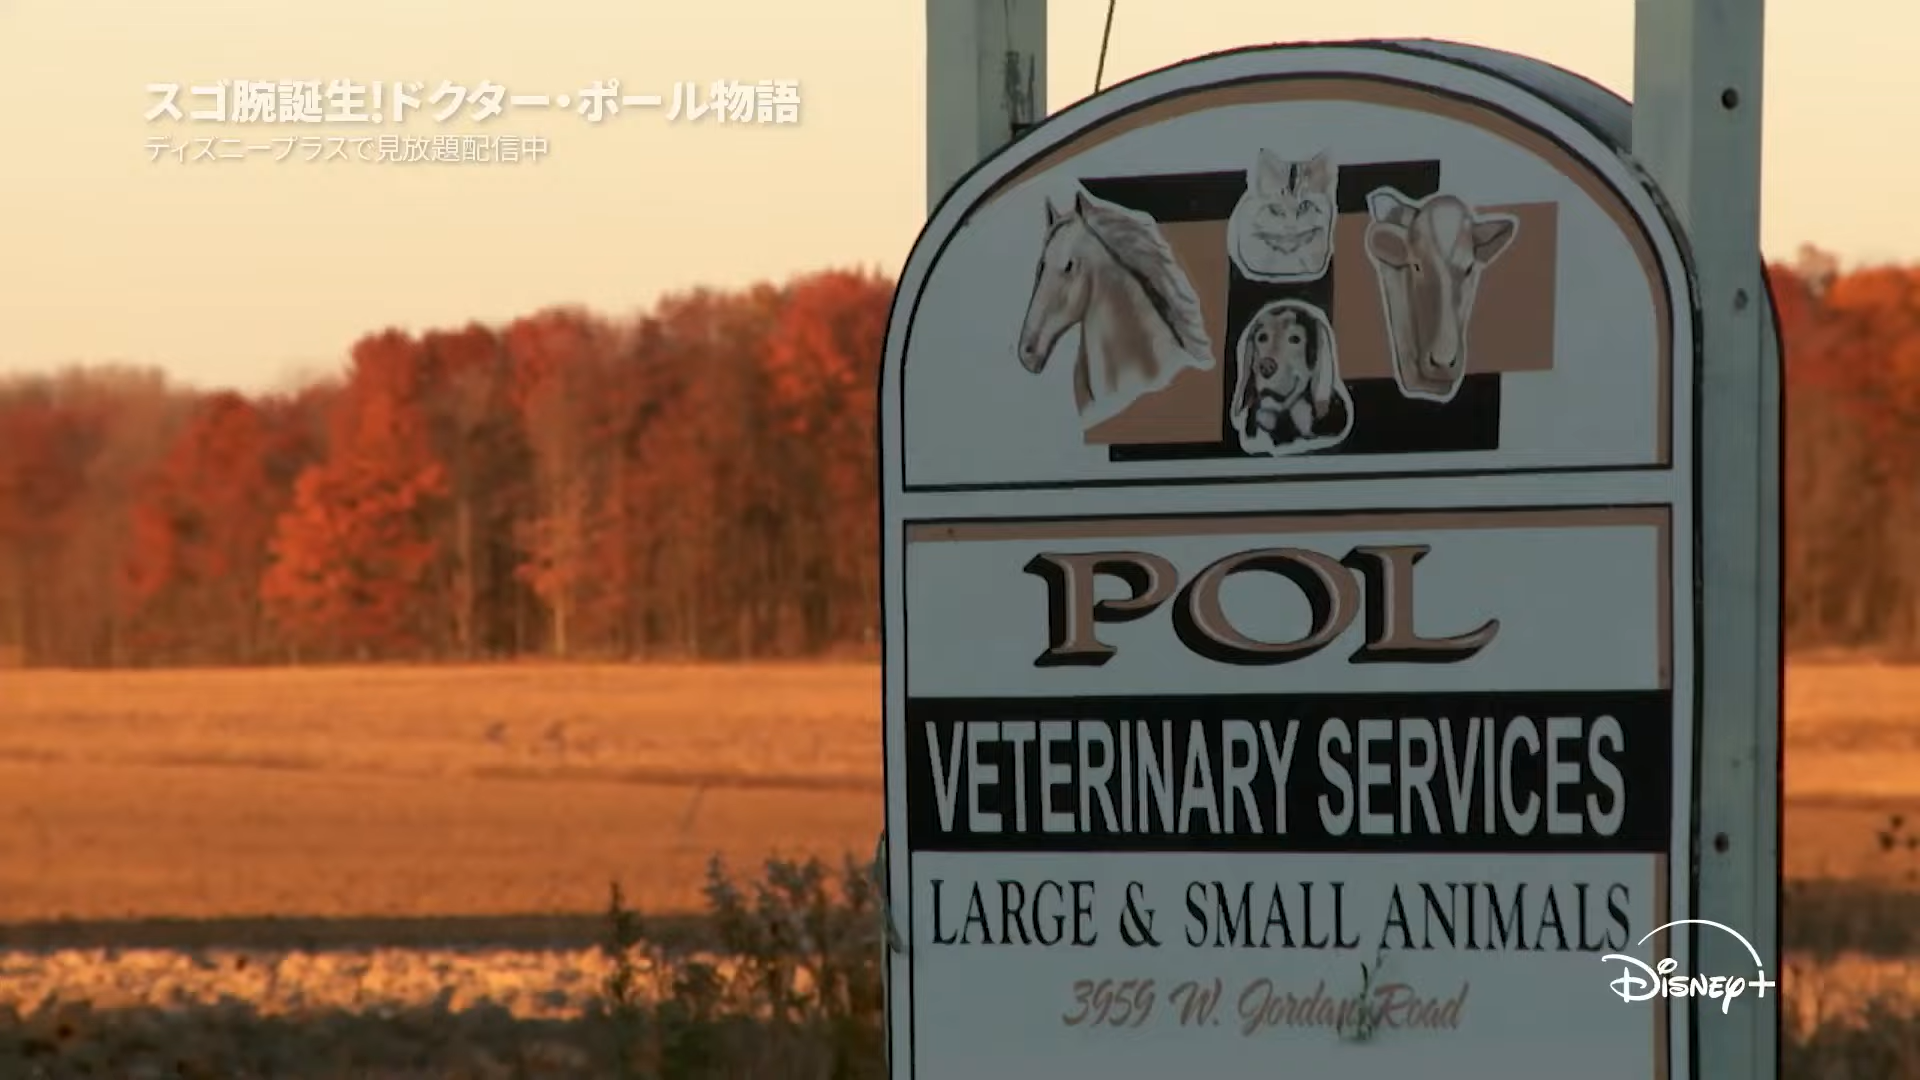 スゴ腕誕生!ドクター・ポール物語
ディズニープラスで見放題配信中
POL
VETERINARY SERVICES
LARGE & SMALL ANIMALS
3959 W. Jordan Road
Disney+